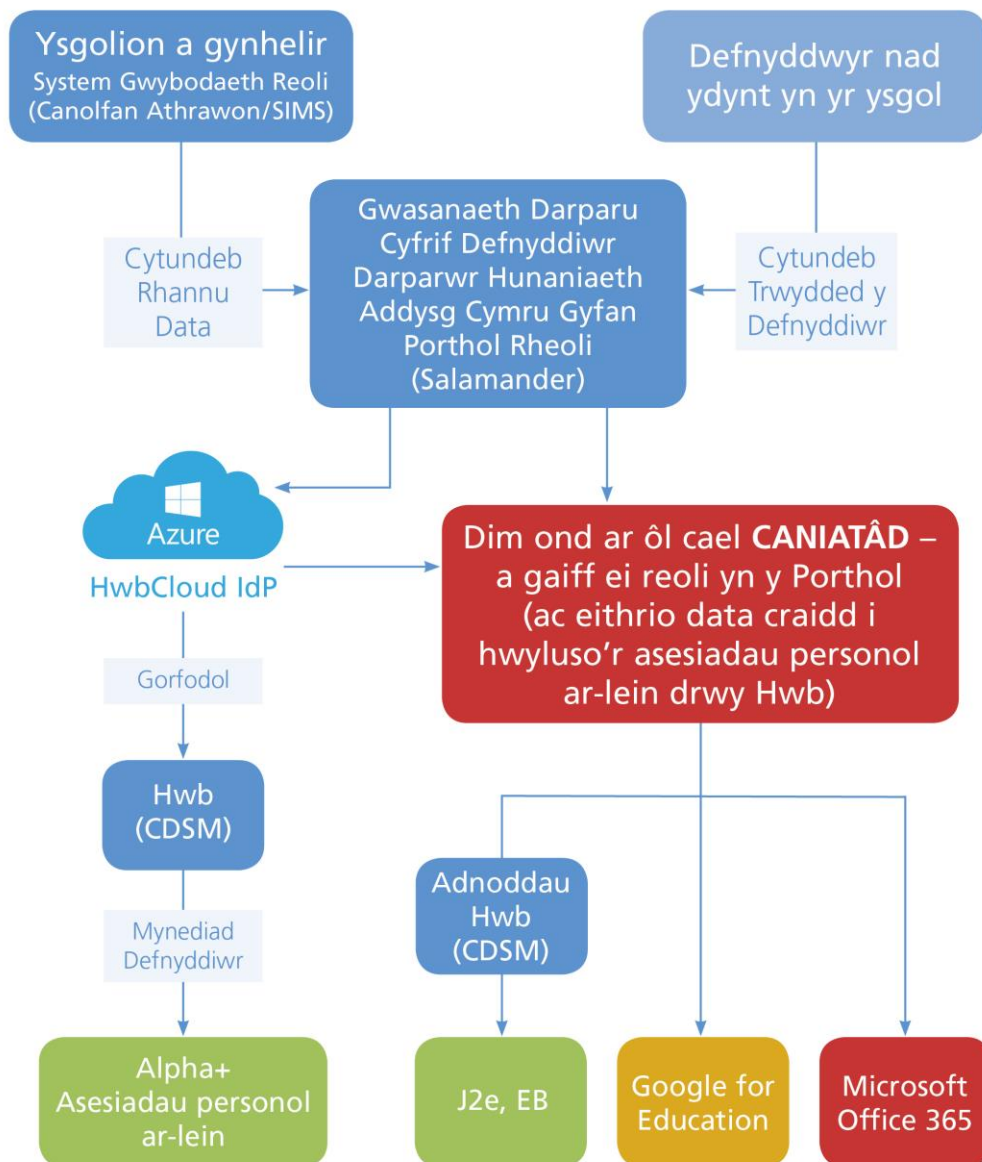 Ysgolion a gynhelir
System Gwybodaeth Reoli
(Canolfan Athrawon/SIMS)
Defnyddwyr nad
ydynt yn yr ysgol
Cytundeb
Rhannu
Data
Gwasanaeth Darparu
Cyfrif Defnyddiwr
Darparwr Hunaniaeth
Addysg Cymru Gyfan
Porthol Rheoli
(Salamander)
Cytundeb
Trwydded y
Defnyddiwr
Azure
HwbCloud IdP
Dim ond ar ôl cael CANIATÂD –
a gaiff ei reoli yn y Porthol
(ac eithrio data craidd i
hwyluso’r asesiadau personol
ar-lein drwy Hwb)
Gorfodol
Hwb
(CDSM)
Mynediad
Defnyddiwr
Adnoddau
Hwb
(CDSM)
Alpha+
Asesiadau personol
ar-lein
J2e, EB
Google for
Education
Microsoft
Office 365